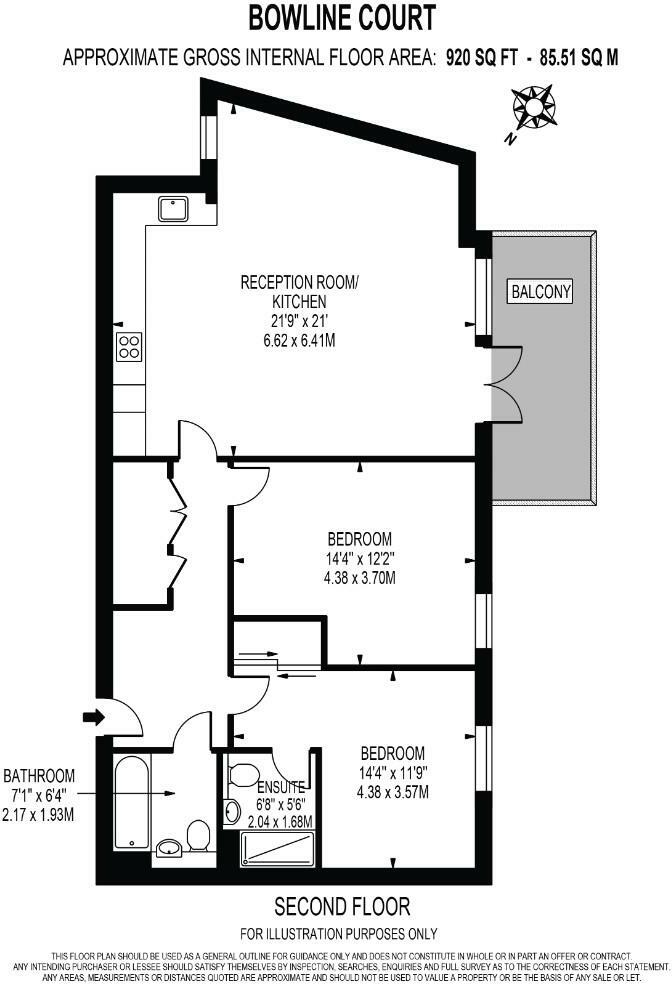 BOWLINE COURT
APPROXIMATE GROSS INTERNAL FLOOR AREA: 920 SQ FT - 85.51 SQ M
N
BALCONY
RECEPTION ROOM/
KITCHEN
21'9" x 21'
6.62 x 6.41M
BEDROOM
14'4" x 12'2"
4.38 x 3.70M
BEDROOM
14'4" x 11'9"
4.38 x 3.57M
BATHROOM
7'1" x 6'4"
2.17 x 1.93M
ENSUITE
6'8" x 5'6"
2.04 x 1.68M
SECOND FLOOR
FOR ILLUSTRATION PURPOSES ONLY
THIS FLOOR PLAN SHOULD BE USED AS A GENERAL OUTLINE FOR GUIDANCE ONLY AND DOES NOT CONSTITUTE IN WHOLE OR IN PART AN OFFER OR CONTRACT.
ANY INTENDING PURCHASER OR LESSEE SHOULD SATISFY THEMSELVES BY INSPECTION, SEARCHES, ENQUIRIES AND FULL SURVEY AS TO THE CORRECTNESS OF EACH STATEMENT.
ANY AREAS, MEASUREMENTS OR DISTANCES QUOTED ARE APPROXIMATE AND SHOULD NOT BE USED TO VALUE A PROPERTY OR BE THE BASIS OF ANY SALE OR LET.